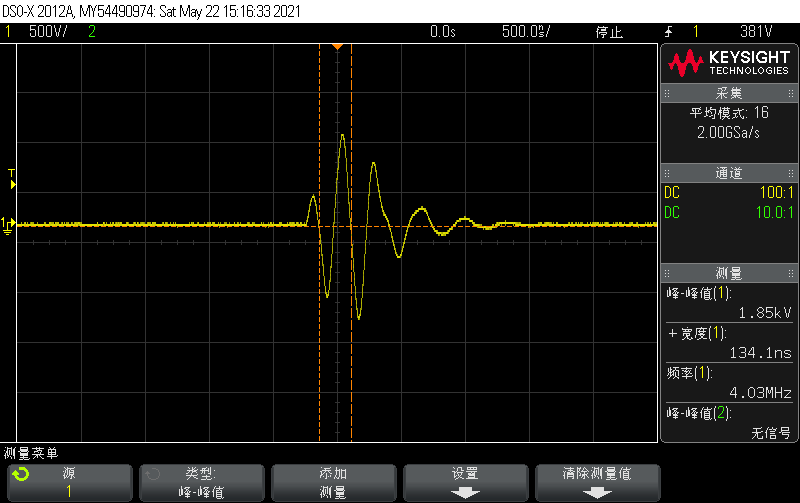 DSO-X 2012A, MY54490974: Sat May 22 15:16:33 2021
1 500V/ 2 0.0s 500.0ns/ 停止 1 381V
KEYSIGHT
TECHNOLOGIES
采集
平均模式: 16
2.00GSa/s
通道
DC 100:1
DC 10.0:1
测量
峰-峰值(1):
1.85kV
+宽度(1):
134.1ns
频率(1):
4.03MHz
峰-峰值(2):
无信号
T
1
测量菜单
源
1
类型:
峰-峰值
添加
测量
设置
清除测量值